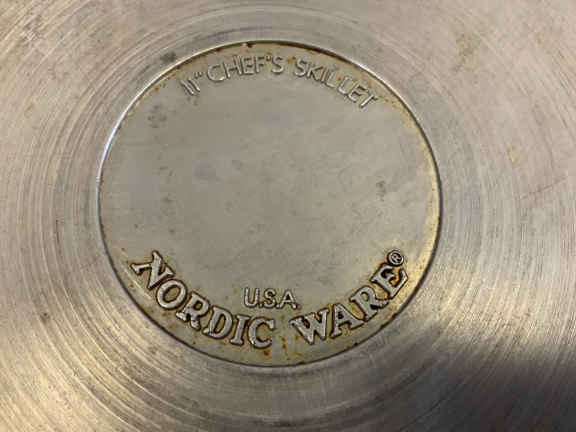 11" CHEF'S SKILLET
U.S.A.
NORDIC WARE®